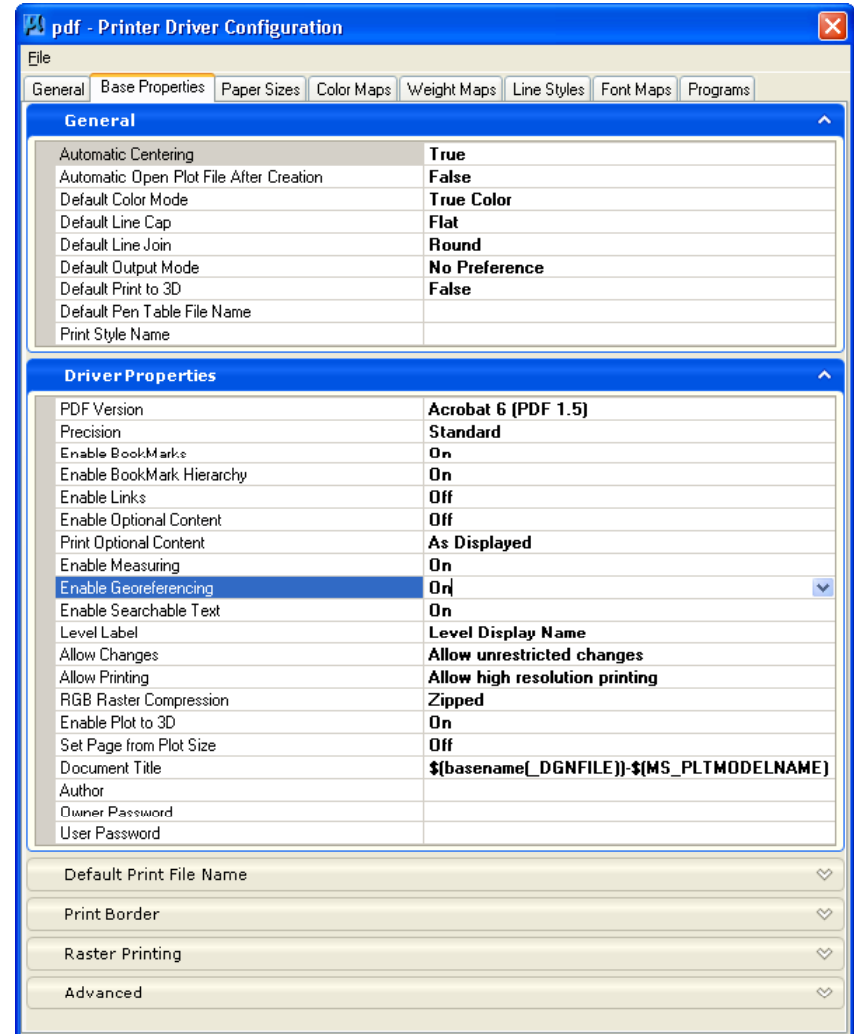 pdf - Printer Driver Configuration
File
General Base Properties Paper Sizes Color Maps Weight Maps Line Styles Font Maps Programs
General
Automatic Centering True
Automatic Open Plot File After Creation False
Default Color Mode True Color
Default Line Cap Flat
Default Line Join Round
Default Output Mode No Preference
Default Print to 3D False
Default Pen Table File Name
Print Style Name
Driver Properties
PDF Version Acrobat 6 (PDF 1.5)
Precision Standard
Enable BookMarks On
Enable BookMark Hierarchy On
Enable Links Off
Enable Optional Content Off
Print Optional Content As Displayed
Enable Measuring On
Enable Georeferencing On
Enable Searchable Text On
Level Label Level Display Name
Allow Changes Allow unrestricted changes
Allow Printing Allow high resolution printing
RGB Raster Compression Zipped
Enable Plot to 3D On
Set Page from Plot Size Off
Document Title $(basename(_DGNFILE))-$(MS_PLTMODELNAME)
Author
Owner Password
User Password
Default Print File Name
Print Border
Raster Printing
Advanced